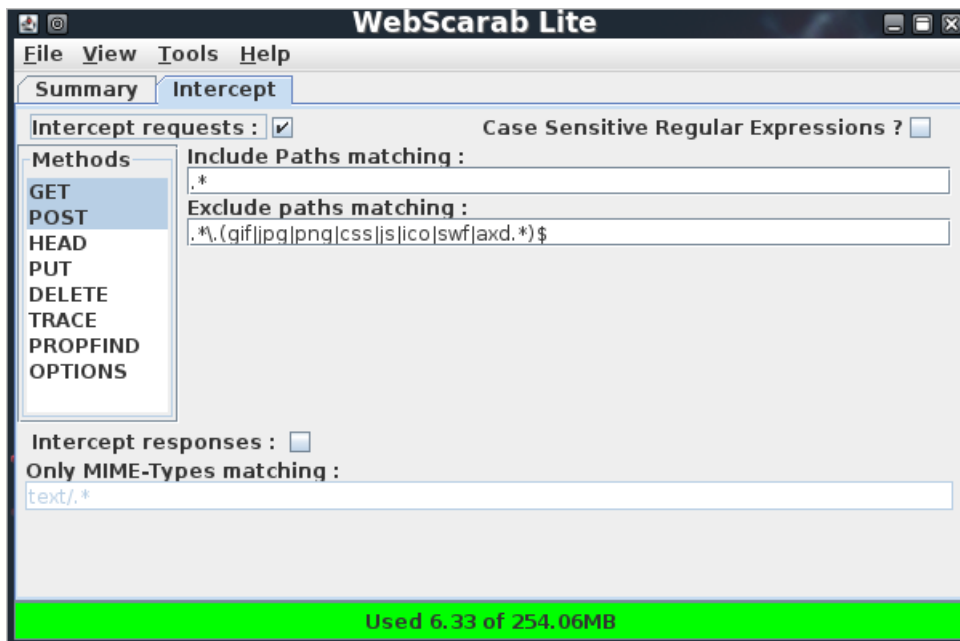 WebScarab Lite
File View Tools Help
Summary Intercept
Intercept requests : Case Sensitive Regular Expressions ?
Methods
Include Paths matching :
.*
GET
POST
HEAD
PUT
DELETE
TRACE
PROPFIND
OPTIONS
Exclude paths matching :
.*\.(gif|jpg|png|css|js|ico|swf|axd.*)$
Intercept responses :
Only MIME-Types matching :
text/.*
Used 6.33 of 254.06MB